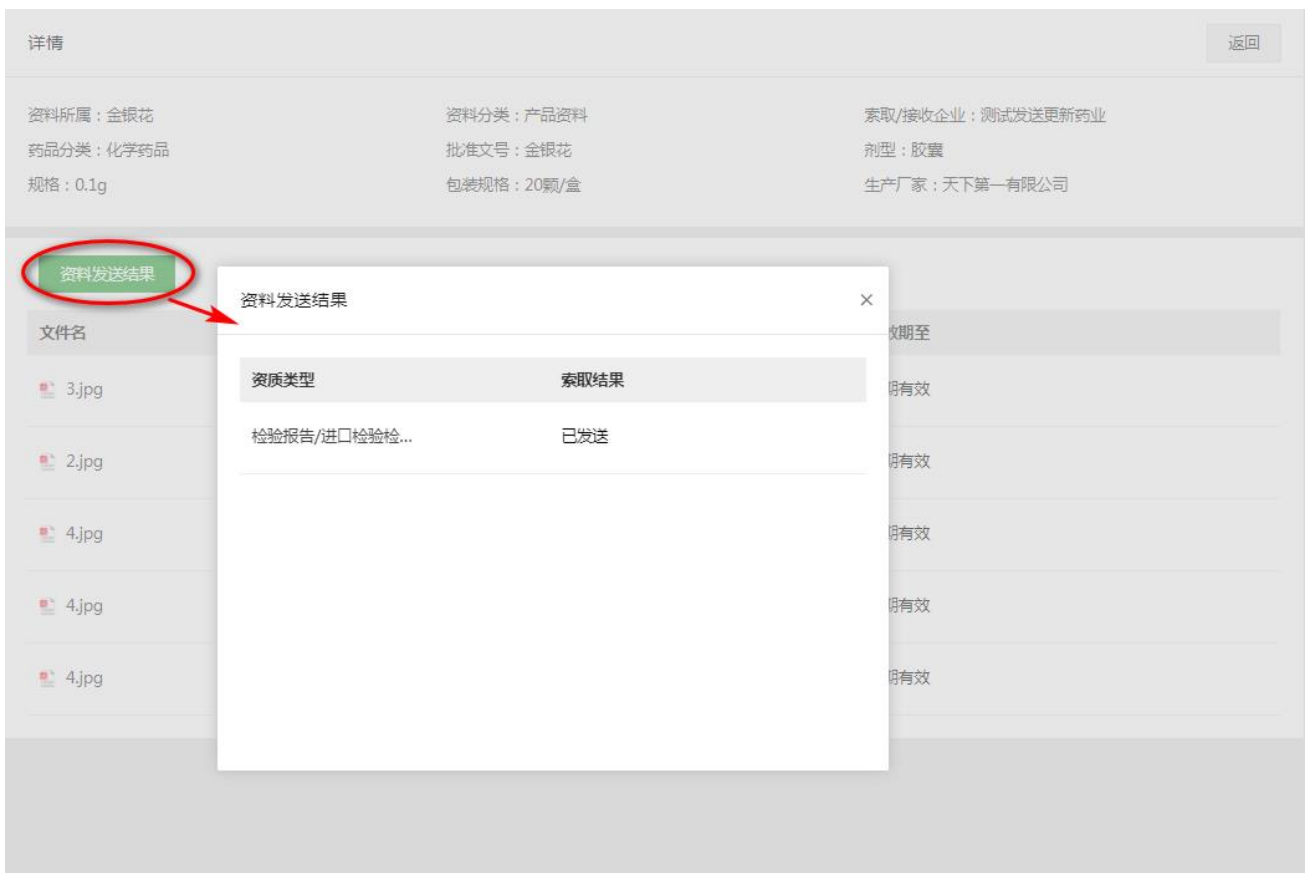 详情 返回
资料所属：金银花 资料分类：产品资料 索取/接收企业：测试发送更新药业
药品分类：化学药品 批准文号：金银花 剂型：胶囊
规格：0.1g 包装规格：20颗/盒 生产厂家：天下第一有限公司
资料发送结果
资料发送结果 ×
文件名 期至
资质类型 索取结果
3.jpg 期有效
检验报告/进口检验检... 已发送
2.jpg 期有效
4.jpg 期有效
4.jpg 期有效
4.jpg 期有效